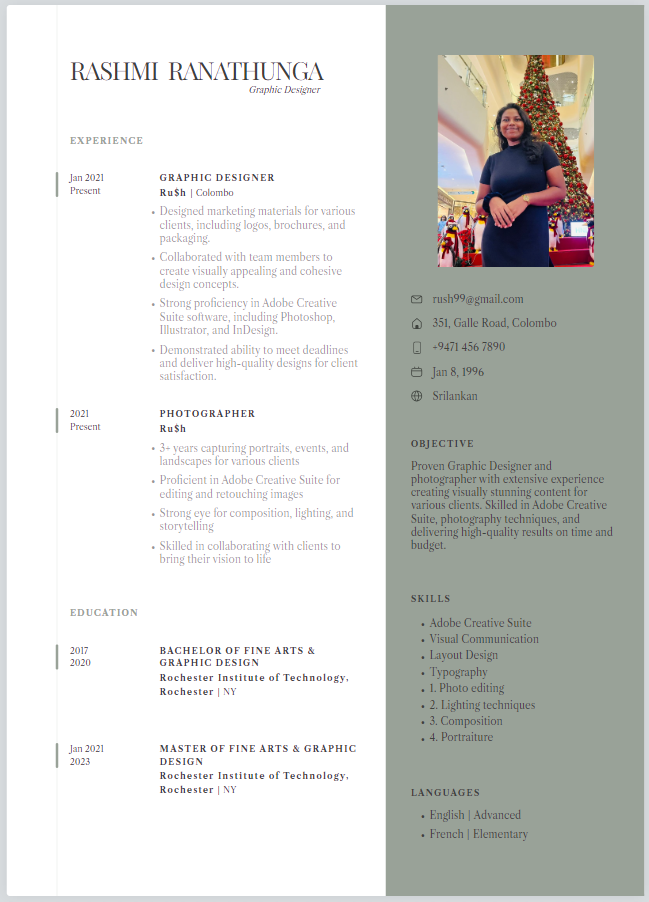 RASHMI RANATHUNGA
Graphic Designer
EXPERIENCE
Jan 2021
Present
GRAPHIC DESIGNER
Ru$h | Colombo
• Designed marketing materials for various
clients, including logos, brochures, and
packaging.
• Collaborated with team members to
create visually appealing and cohesive
design concepts.
• Strong proficiency in Adobe Creative
Suite software, including Photoshop,
Illustrator, and InDesign.
• Demonstrated ability to meet deadlines
and deliver high-quality designs for client
satisfaction.
2021
Present
PHOTOGRAPHER
Ru$h
• 3+ years capturing portraits, events, and
landscapes for various clients
• Proficient in Adobe Creative Suite for
editing and retouching images
• Strong eye for composition, lighting, and
storytelling
• Skilled in collaborating with clients to
bring their vision to life
EDUCATION
2017
2020
BACHELOR OF FINE ARTS &
GRAPHIC DESIGN
Rochester Institute of Technology,
Rochester | NY
Jan 2021
2023
MASTER OF FINE ARTS & GRAPHIC
DESIGN
Rochester Institute of Technology,
Rochester | NY
rush99@gmail.com
351, Galle Road, Colombo
+9471 456 7890
Jan 8, 1996
Srilankan
OBJECTIVE
Proven Graphic Designer and
photographer with extensive experience
creating visually stunning content for
various clients. Skilled in Adobe Creative
Suite, photography techniques, and
delivering high-quality results on time and
budget.
SKILLS
• Adobe Creative Suite
• Visual Communication
• Layout Design
• Typography
• 1. Photo editing
• 2. Lighting techniques
• 3. Composition
• 4. Portraiture
LANGUAGES
• English | Advanced
• French | Elementary